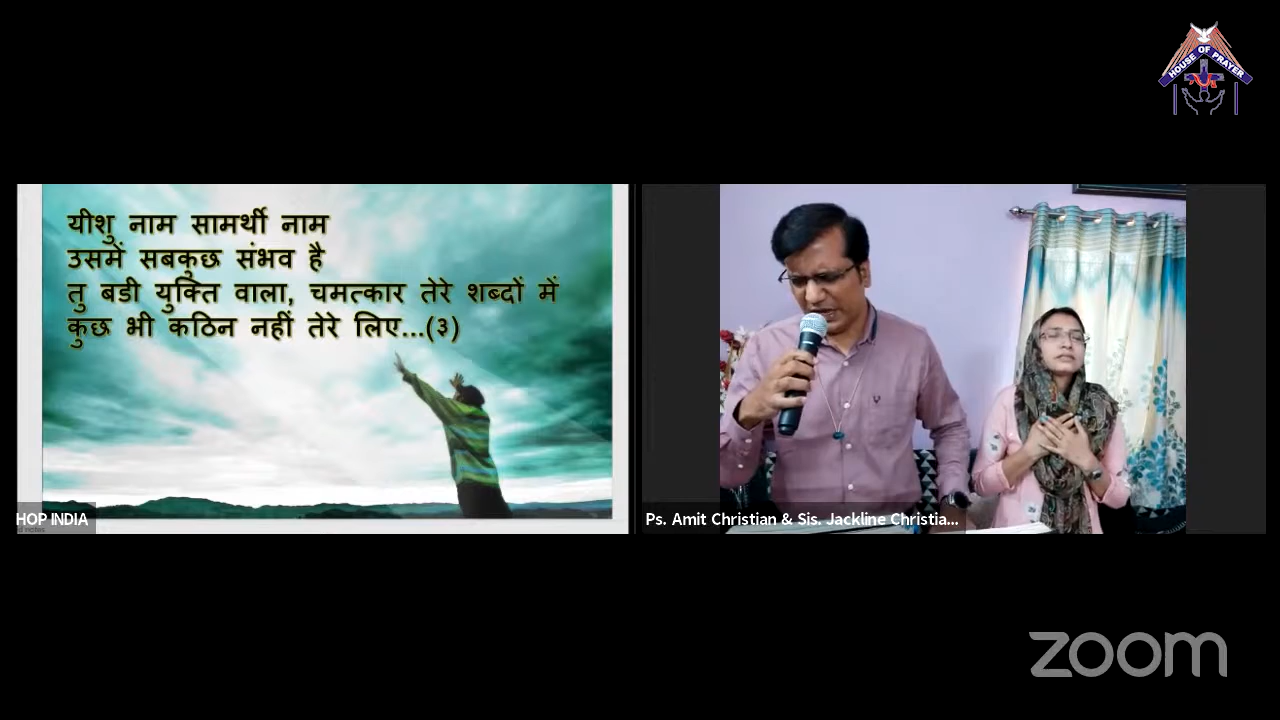 HOUSE OF PRAYER
यीशु नाम सामर्थी नाम
उसमें सबकुछ संभव है
तु बडी युक्ति वाला, चमत्कार तेरे शब्दों में
कुछ भी कठिन नहीं तेरे लिए...(३)
HOP INDIA
Ps. Amit Christian & Sis. Jackline Christia...
zoom